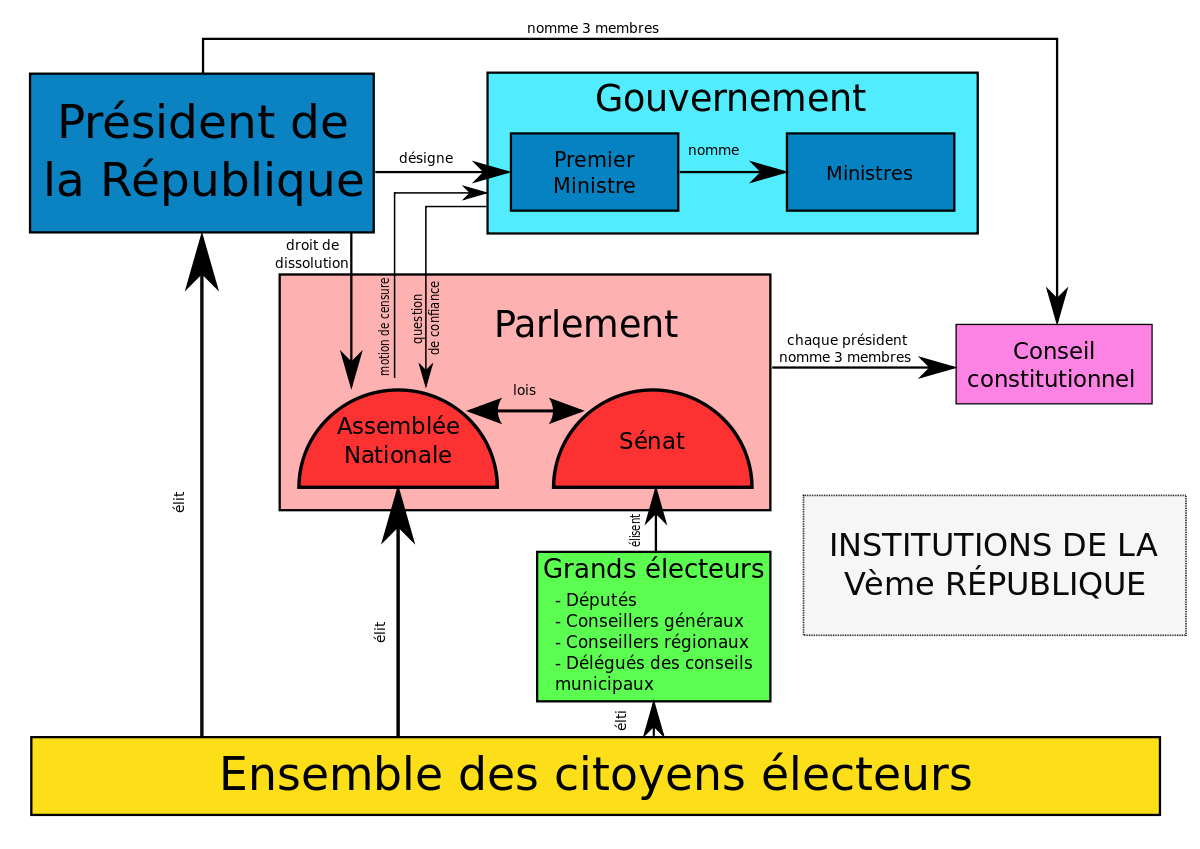 nomme 3 membres
Président de
la République
Gouvernement
désigne
Premier
Ministre
nomme
Ministres
droit de
dissolution
motion de censure
question
de confiance
Parlement
chaque président
nomme 3 membres
Conseil
constitutionnel
lois
Assemblée
Nationale
Sénat
élit
élit
élisent
Grands électeurs
- Députés
- Conseillers généraux
- Conseillers régionaux
- Délégués des conseils
municipaux
élti
INSTITUTIONS DE LA
Vème RÉPUBLIQUE
Ensemble des citoyens électeurs